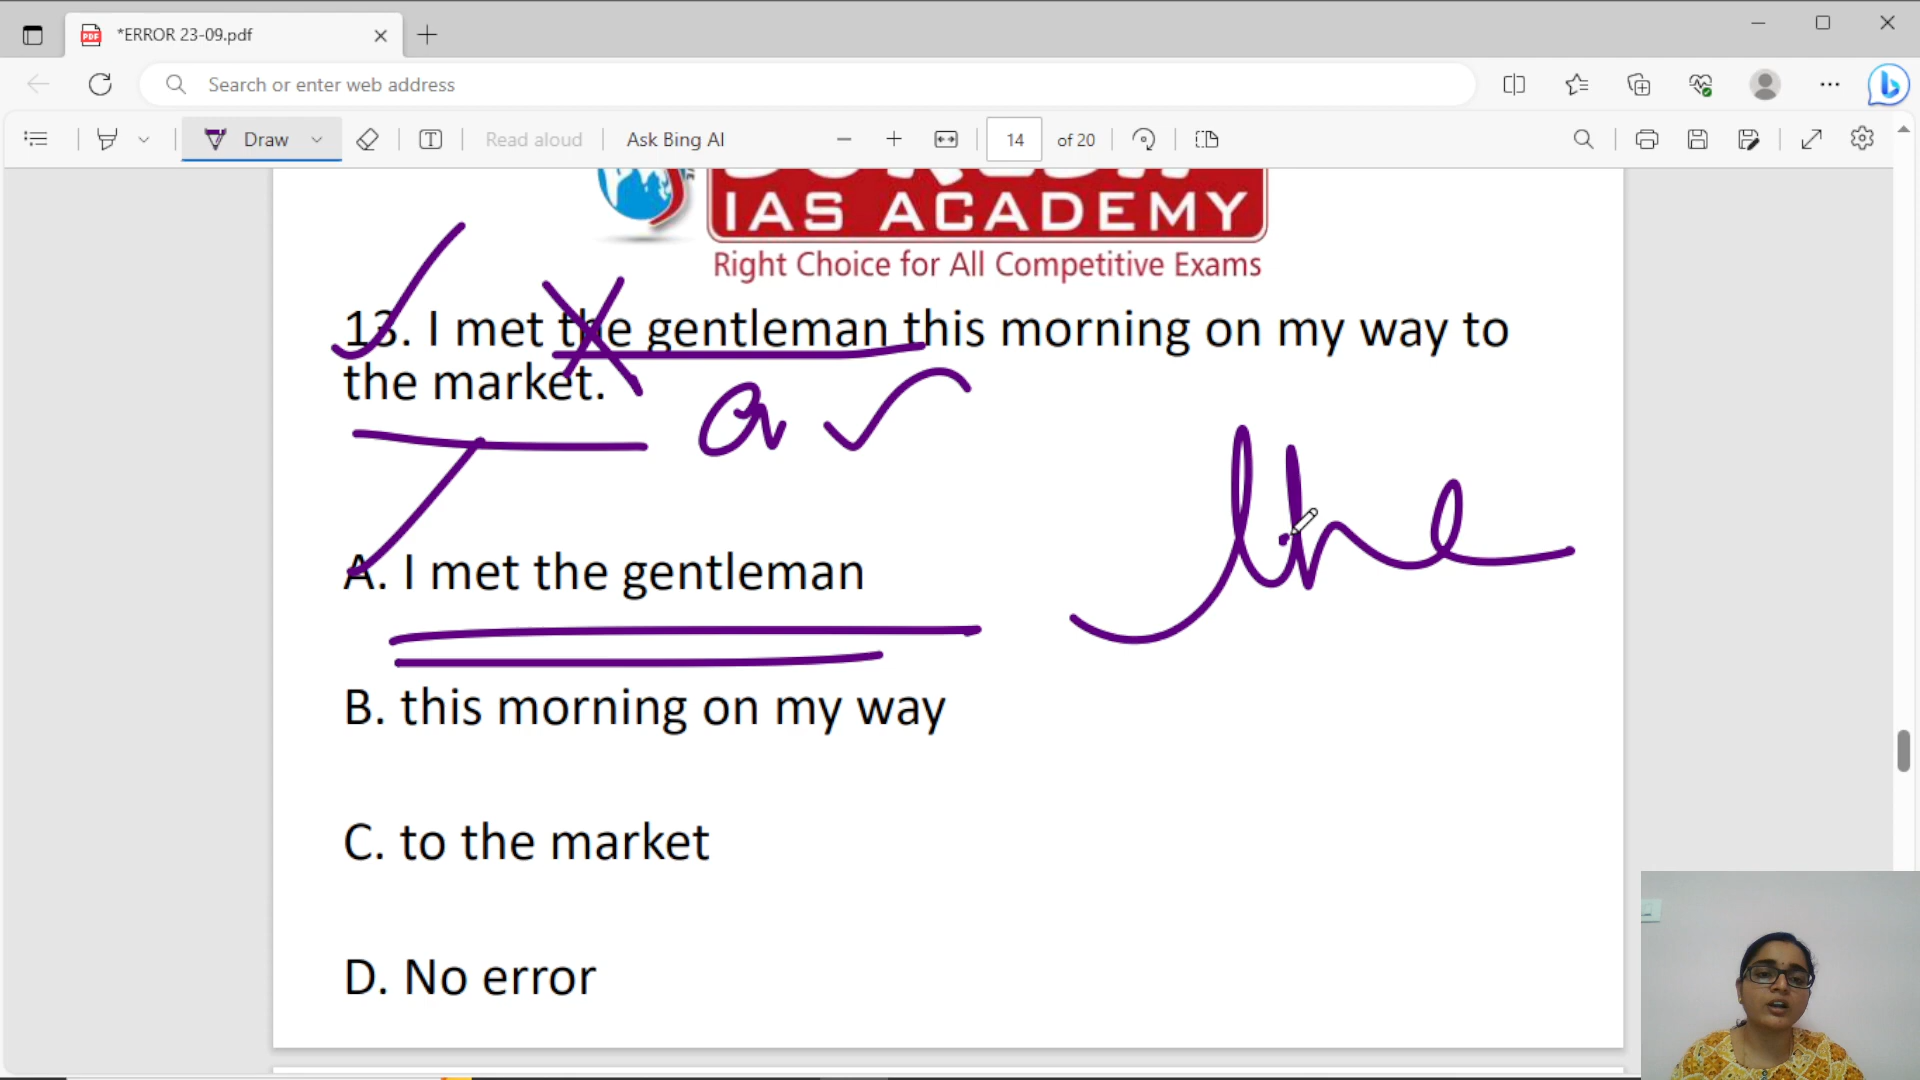 *ERROR 23-09.pdf
Search or enter web address
Draw
Read aloud
Ask Bing AI
14 of 20
IAS ACADEMY
Right Choice for All Competitive Exams
13. I met the gentleman this morning on my way to
the market.
a
the
A. I met the gentleman
B. this morning on my way
C. to the market
D. No error